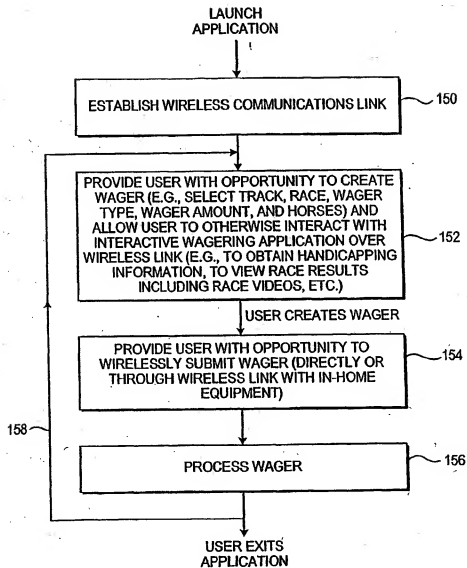 LAUNCH
APPLICATION
ESTABLISH WIRELESS COMMUNICATIONS LINK
150
PROVIDE USER WITH OPPORTUNITY TO CREATE
WAGER (E.G., SELECT TRACK, RACE, WAGER
TYPE, WAGER AMOUNT, AND HORSES) AND
ALLOW USER TO OTHERWISE INTERACT WITH
INTERACTIVE WAGERING APPLICATION OVER
WIRELESS LINK (E.G., TO OBTAIN HANDICAPPING
INFORMATION, TO VIEW RACE RESULTS
INCLUDING RACE VIDEOS, ETC.)
152
USER CREATES WAGER
PROVIDE USER WITH OPPORTUNITY TO
WIRELESSLY SUBMIT WAGER (DIRECTLY OR
THROUGH WIRELESS LINK WITH IN-HOME
EQUIPMENT)
154
158
PROCESS WAGER
156
USER EXITS
APPLICATION